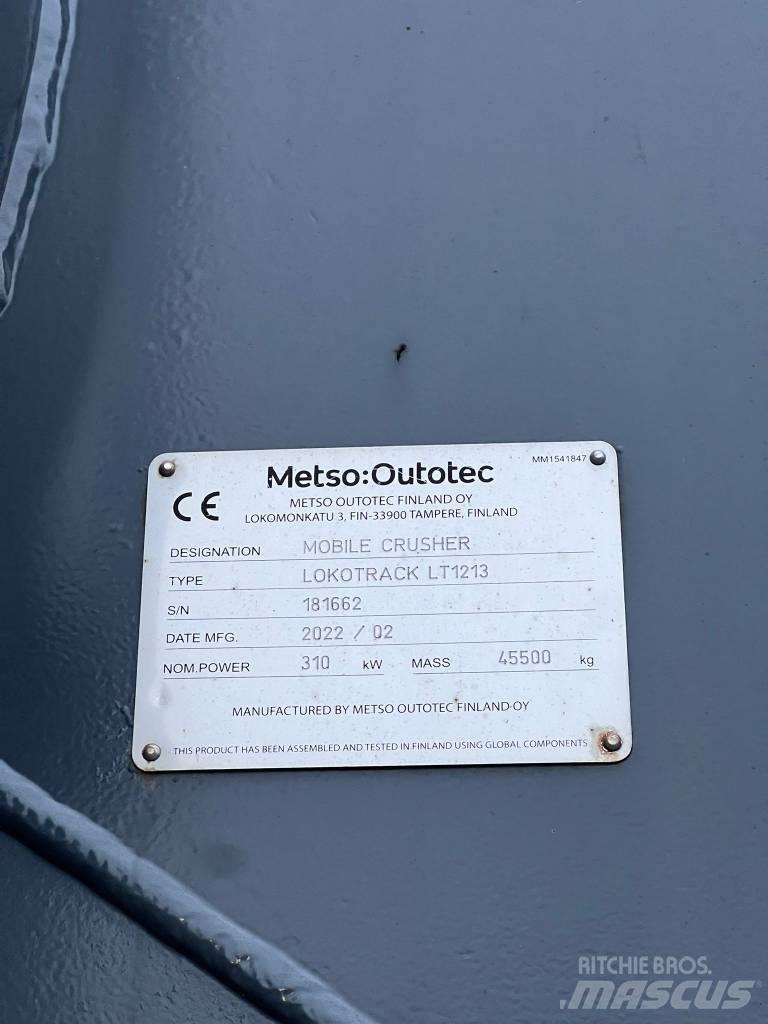 Metso:Outotec
MM1541847
CE
METSO OUTOTEC FINLAND OY
LOKOMONKATU 3, FIN-33900 TAMPERE, FINLAND
DESIGNATION MOBILE CRUSHER
TYPE LOKOTRACK LT1213
S/N 181662
DATE MFG. 2022 / 02
NOM.POWER 310 kW MASS 45500 kg
MANUFACTURED BY METSO OUTOTEC FINLAND OY
THIS PRODUCT HAS BEEN ASSEMBLED AND TESTED IN FINLAND USING GLOBAL COMPONENTS
RITCHIE BROS.
MASCUS